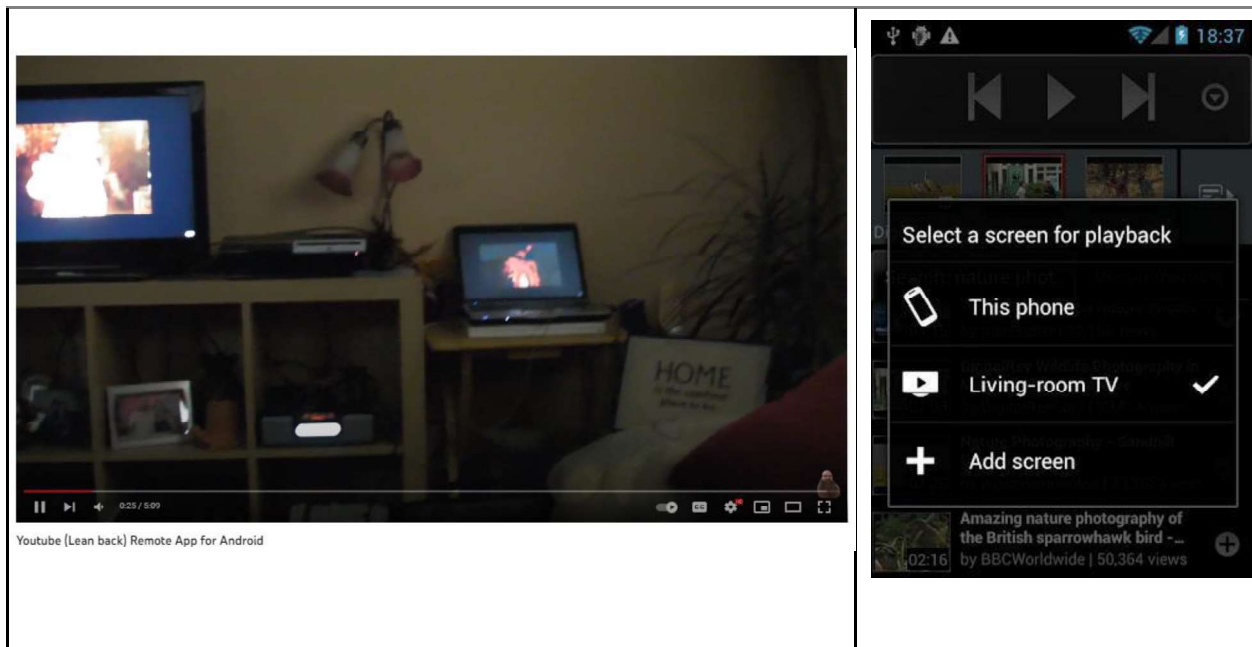 HOME
0:25 / 5:09
Youtube (Lean back) Remote App for Android
18:37
Select a screen for playback
This phone
Living-room TV
Add screen
Amazing nature photography of
the British sparrowhawk bird -...
02:16
by BBCWorldwide | 50,364 views